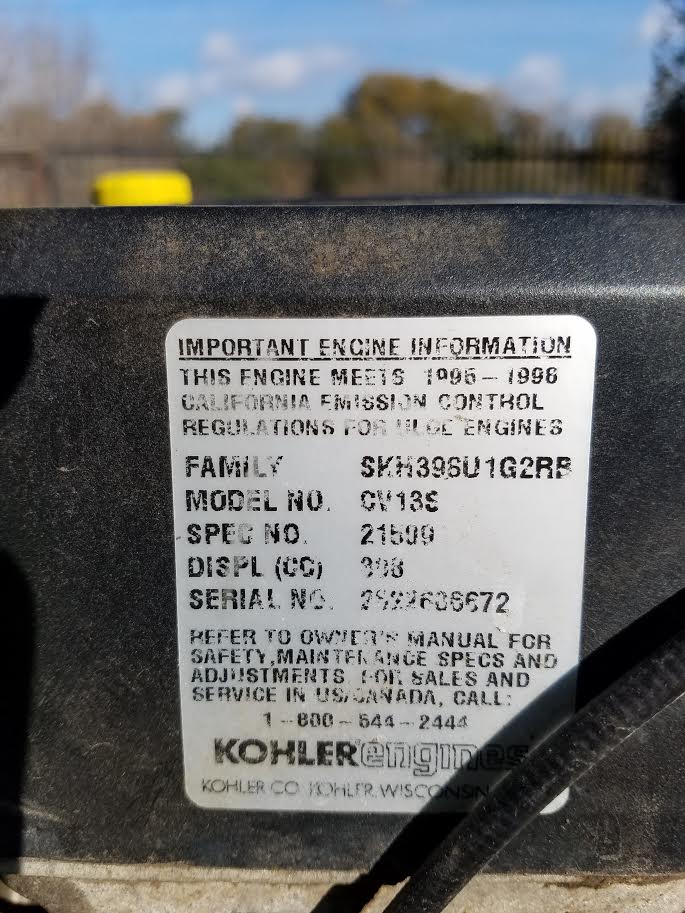 IMPORTANT ENGINE INFORMATION
THIS ENGINE MEETS 1995-1998
CALIFORNIA EMISSION CONTROL
REGULATIONS FOR ULGE ENGINES
FAMILY SKH398U1G2RB
MODEL NO. CV13S
SPEC NO. 21599
DISPL (CC) 398
SERIAL NO.
REFER TO OWNER'S MANUAL FOR
SAFETY, MAINTENANCE SPECS AND
ADJUSTMENTS. FOR SALES AND
SERVICE IN US/CANADA, CALL:
1-800-544-2444
KOHLER engines
KOHLER CO. KOHLER, WISCONSIN